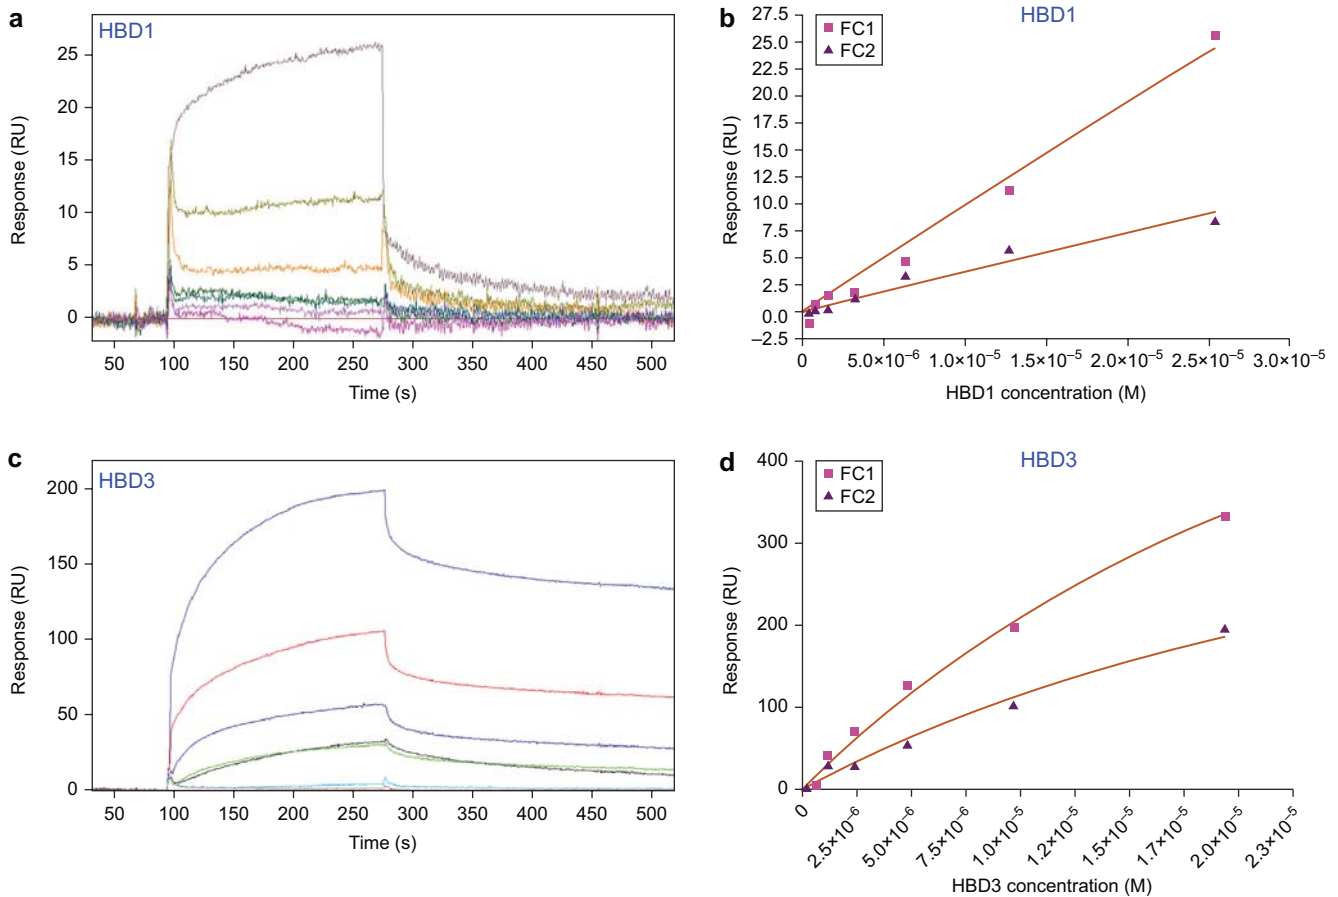 a
HBD1
Response (RU)
25
20
15
10
5
0
50 100 150 200 250 300 350 400 450 500
Time (s)
b
HBD1
FC1
FC2
Response (RU)
27.5
25.0
22.5
20.0
17.5
15.0
12.5
10.0
7.5
5.0
2.5
0.0
–2.5
0 5.0×10⁻⁶ 1.0×10⁻⁵ 1.5×10⁻⁵ 2.0×10⁻⁵ 2.5×10⁻⁵ 3.0×10⁻⁵
HBD1 concentration (M)
c
HBD3
Response (RU)
200
150
100
50
0
50 100 150 200 250 300 350 400 450 500
Time (s)
d
HBD3
FC1
FC2
Response (RU)
400
300
200
100
0
0 2.5×10⁻⁶ 5.0×10⁻⁶ 7.5×10⁻⁶ 1.0×10⁻⁵ 1.2×10⁻⁵ 1.5×10⁻⁵ 1.7×10⁻⁵ 2.0×10⁻⁵ 2.3×10⁻⁵
HBD3 concentration (M)